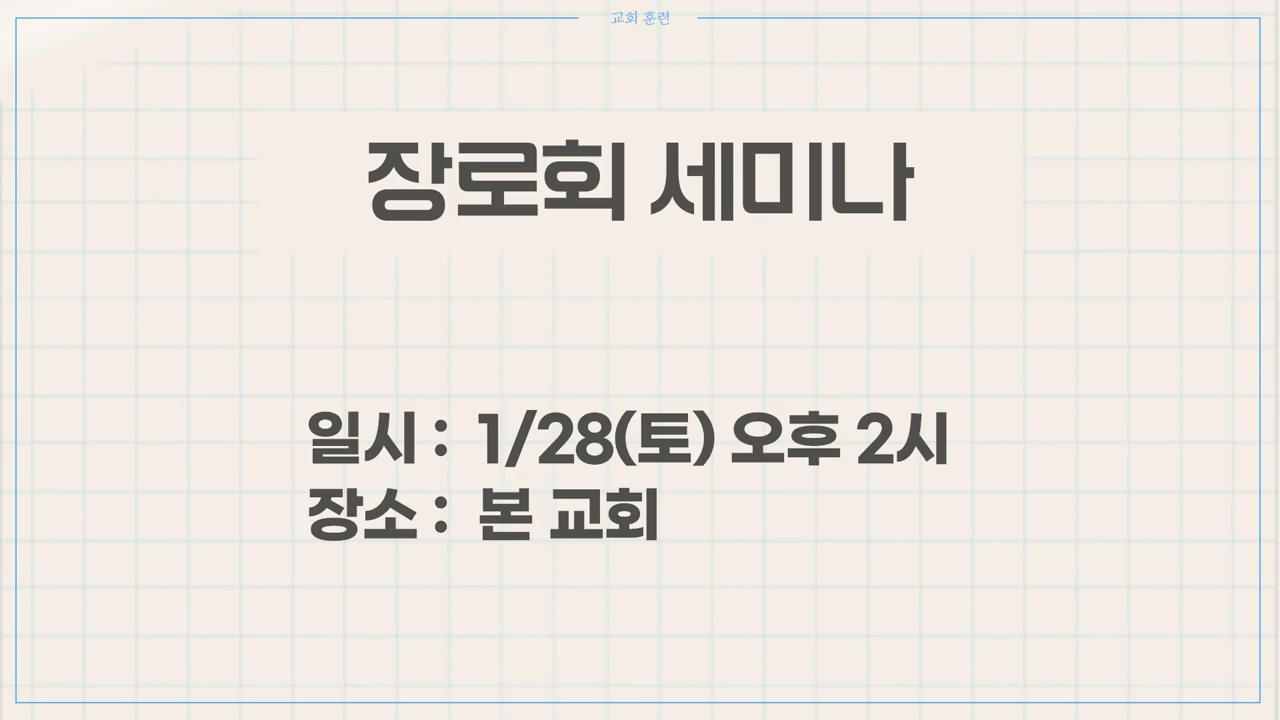 교회 훈련
장로회 세미나
일시 : 1/28(토) 오후 2시
장소 : 본 교회